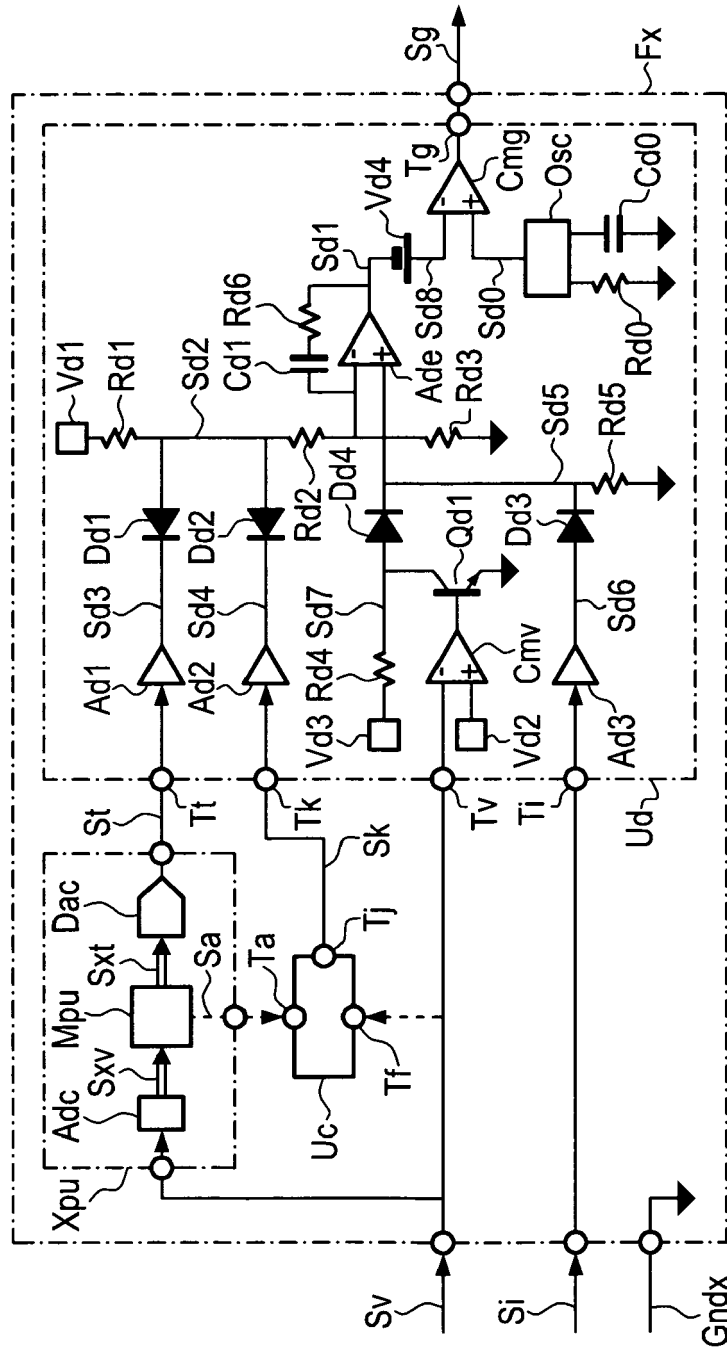 Sg
Fx
Tg
Cmg
Osc
Cd0
Vd4
Sd1
Sd8
Sd0
Rd0
Rd6
Cd1
Ade
Rd3
Vd1
Rd1
Sd2
Rd2
Dd4
Sd5
Rd5
Dd1
Dd2
Qd1
Dd3
Sd3
Sd4
Sd7
Sd6
Ad1
Ad2
Rd4
Cmv
Ad3
Vd3
Vd2
Tt
Tk
Tv
Ti
Ud
St
Sk
Dac
Sxt
Mpu
Sxv
Adc
Sa
Ta
Tj
Tf
Uc
Xpu
Sv
Si
Gndx
-
+
-
+
-
+